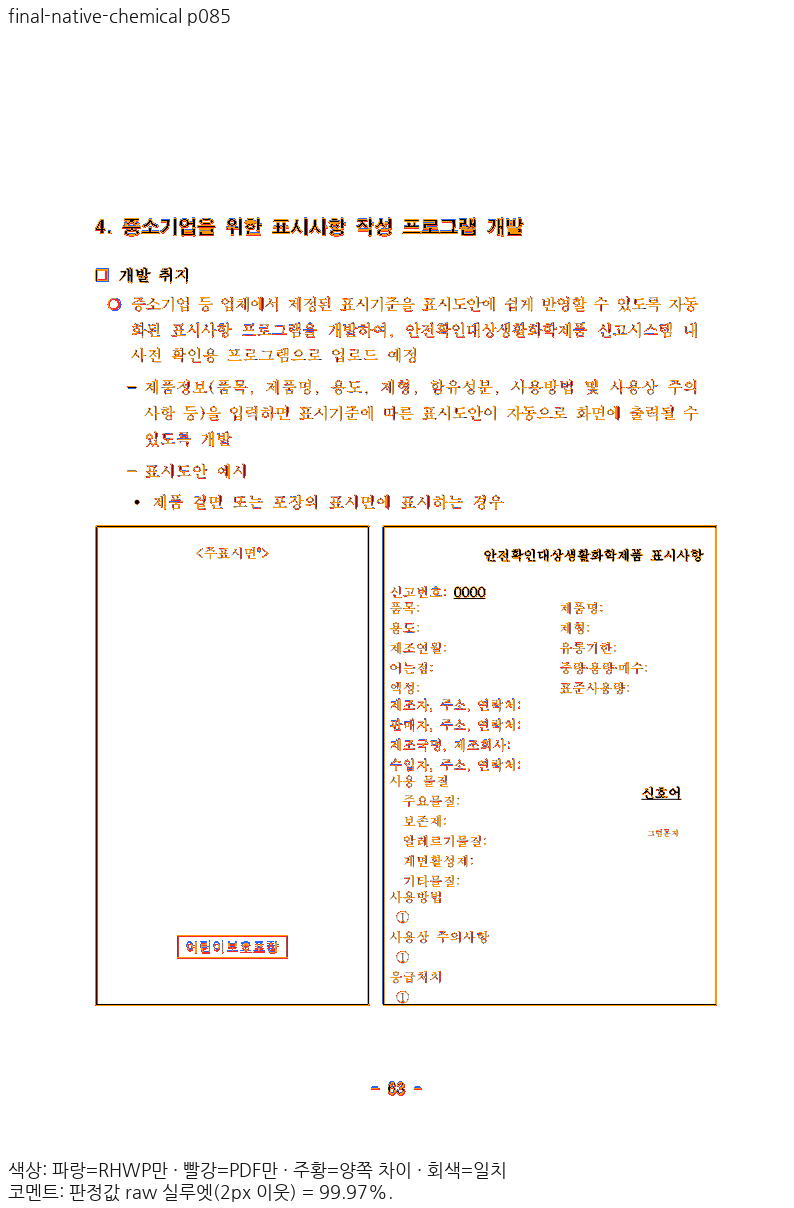 final-native-chemical p085
4. 중소기업을 위한 표시사항 작성 프로그램 개발
❏ 개발 취지
❍ 중소기업 등 업체에서 제정된 표시기준을 표시도안에 쉽게 반영할 수 있도록 자동
화된 표시사항 프로그램을 개발하여, 안전확인대상생활화학제품 신고시스템 내
사전 확인용 프로그램으로 업로드 예정
- 제품정보(품목, 제품명, 용도, 제형, 함유성분, 사용방법 및 사용상 주의
사항 등)을 입력하면 표시기준에 따른 표시도안이 자동으로 화면에 출력될 수
있도록 개발
- 표시도안 예시
• 제품 겉면 또는 포장의 표시면에 표시하는 경우
<주표시면>
어린이보호포장
안전확인대상생활화학제품 표시사항
신고번호: 0000
품목: 제품명:
용도: 제형:
제조연월: 유통기한:
어는점: 중량·용량·매수:
액성: 표준사용량:
제조자, 주소, 연락처:
판매자, 주소, 연락처:
제조국명, 제조회사:
수입자, 주소, 연락처:
사용 물질
주요물질:
보존제:
알레르기물질:
계면활성제:
기타물질:
신호어
그림문자
사용방법
①
사용상 주의사항
①
응급처치
①
- 63 -
색상: 파랑=RHWP만 · 빨강=PDF만 · 주황=양쪽 차이 · 회색=일치
코멘트: 판정값 raw 실루엣(2px 이웃) = 99.97%.